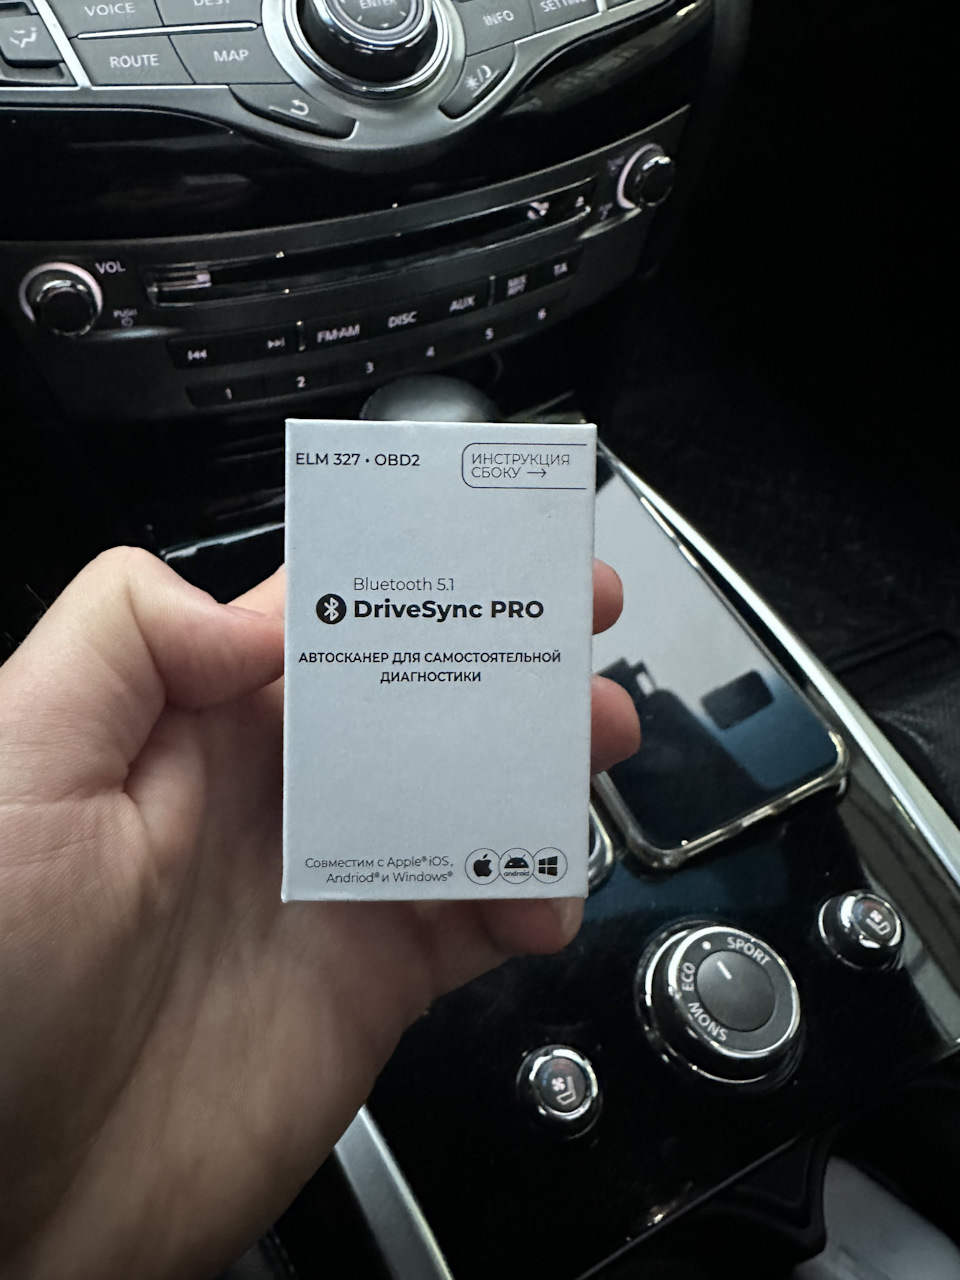 VOICE
DEST
ENTER
INFO
ROUTE
MAP
VOL
PUSH
FM·AM
DISC
AUX
TA
1
2
3
4
5
6
ELM 327 • OBD2
ИНСТРУКЦИЯ
СБОКУ →
Bluetooth 5.1
DriveSync PRO
АВТОСКАНЕР ДЛЯ САМОСТОЯТЕЛЬНОЙ
ДИАГНОСТИКИ
Совместим с Apple® iOS,
Andriod® и Windows®
android
SPORT
ECO
SNOW